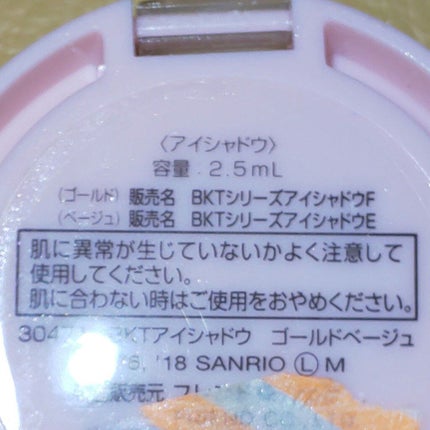 〈アイシャドウ〉
容量：2.5mL
（ゴールド）販売名 BKTシリーズアイシャドウF
（ベージュ）販売名 BKTシリーズアイシャドウE
肌に異常が生じていないかよく注意して
使用してください。
肌に合わない時はご使用をおやめください。
BKTアイシャドウ ゴールドベージュ
'18 SANRIO Ⓛ M
販売元